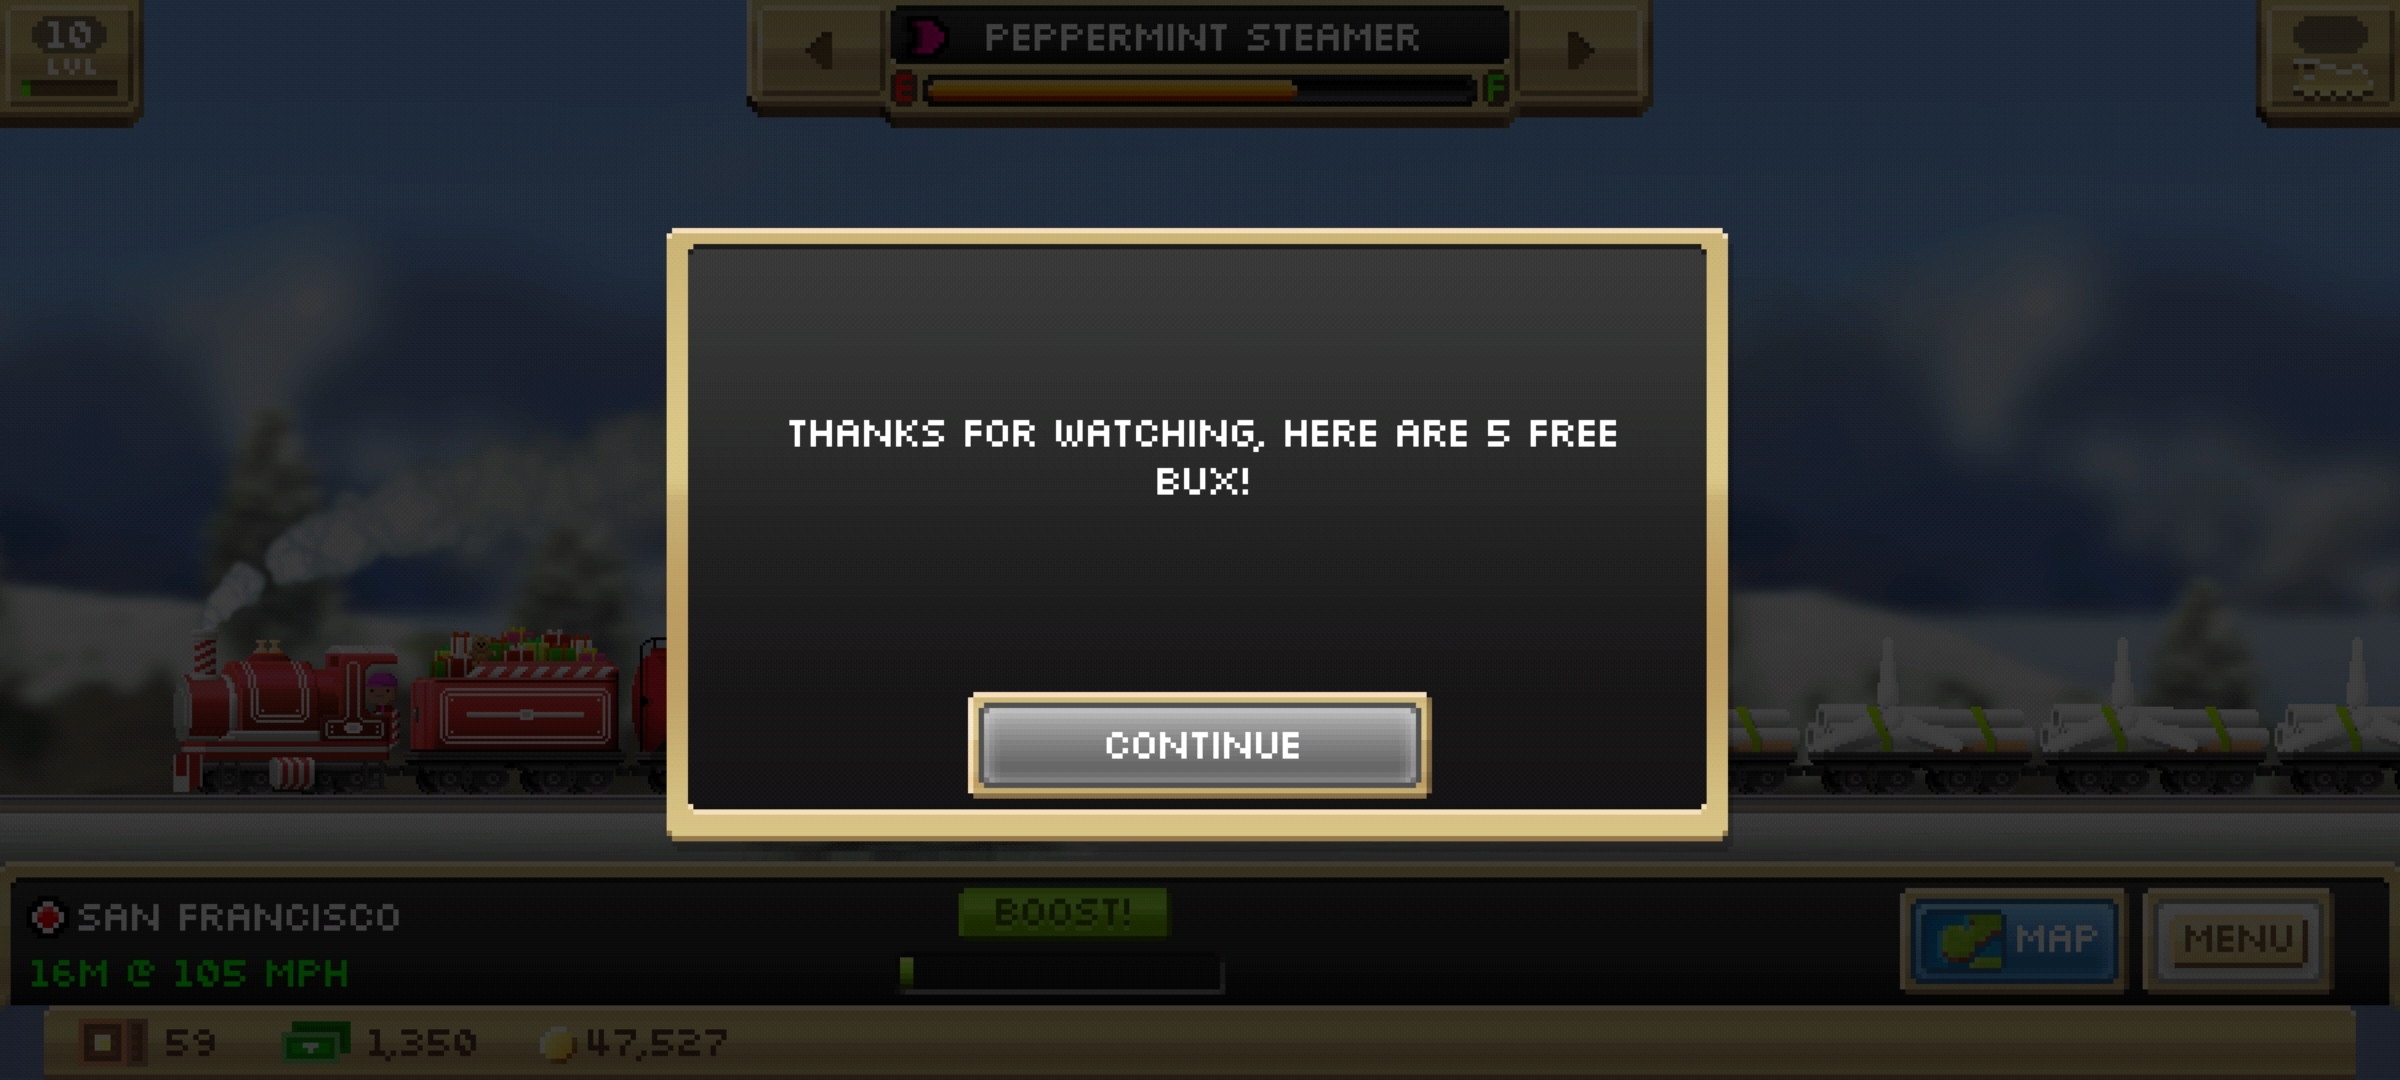 10
LVL
PEPPERMINT STEAMER
E F
THANKS FOR WATCHING, HERE ARE 5 FREE
BUX!
CONTINUE
SAN FRANCISCO
16M @ 105 MPH
BOOST!
MAP
MENU
59
1,350
47,527